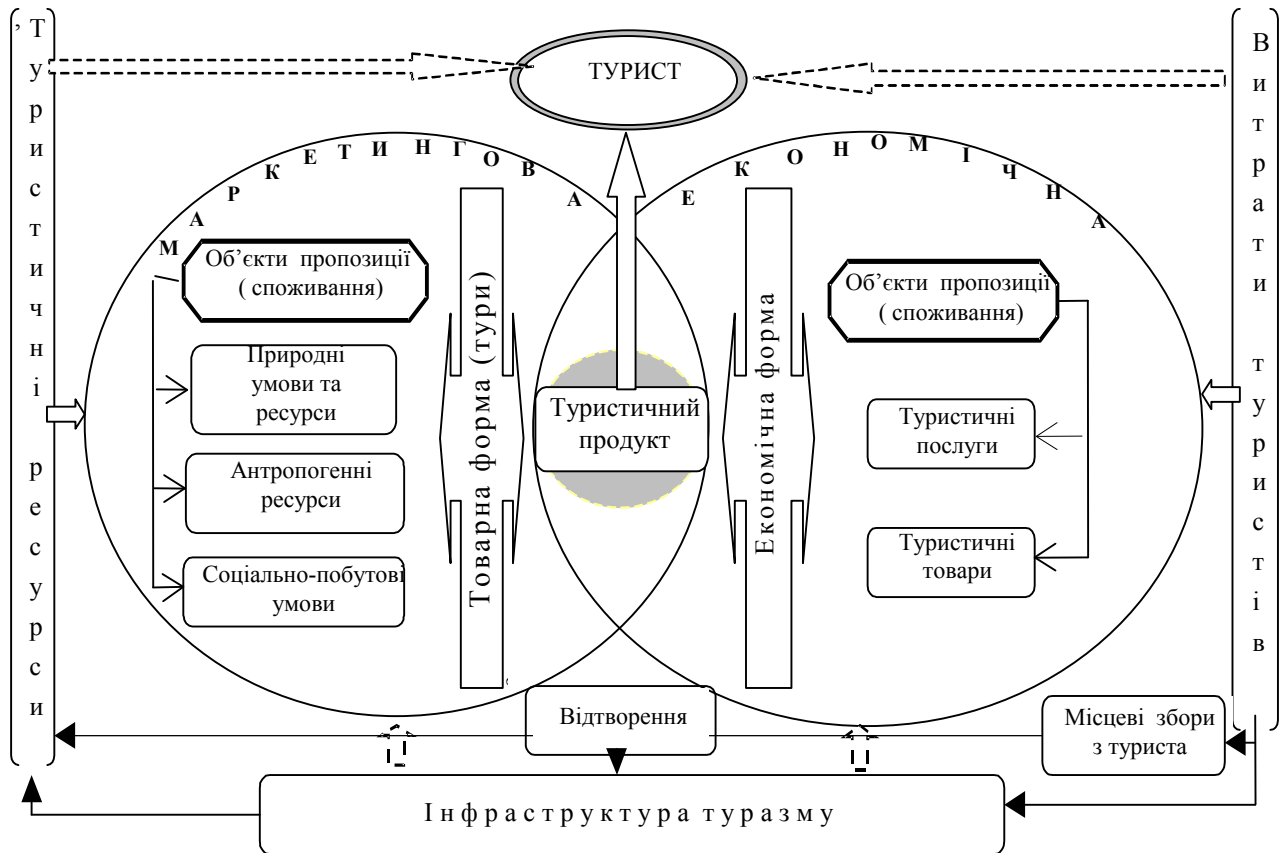 Туристичні ресурси
ТУРИСТ
Витрати туристів
МАРКЕТИНГОВА
ЕКОНОМІЧНА
Об’єкти пропозиції
( споживання)
Природні
умови та
ресурси
Антропогенні
ресурси
Соціально-побутові
умови
Товарна форма (тури)
Туристичний
продукт
Економічна форма
Об’єкти пропозиції
( споживання)
Туристичні
послуги
Туристичні
товари
Відтворення
Місцеві збори
з туриста
Інфраструктура туразму